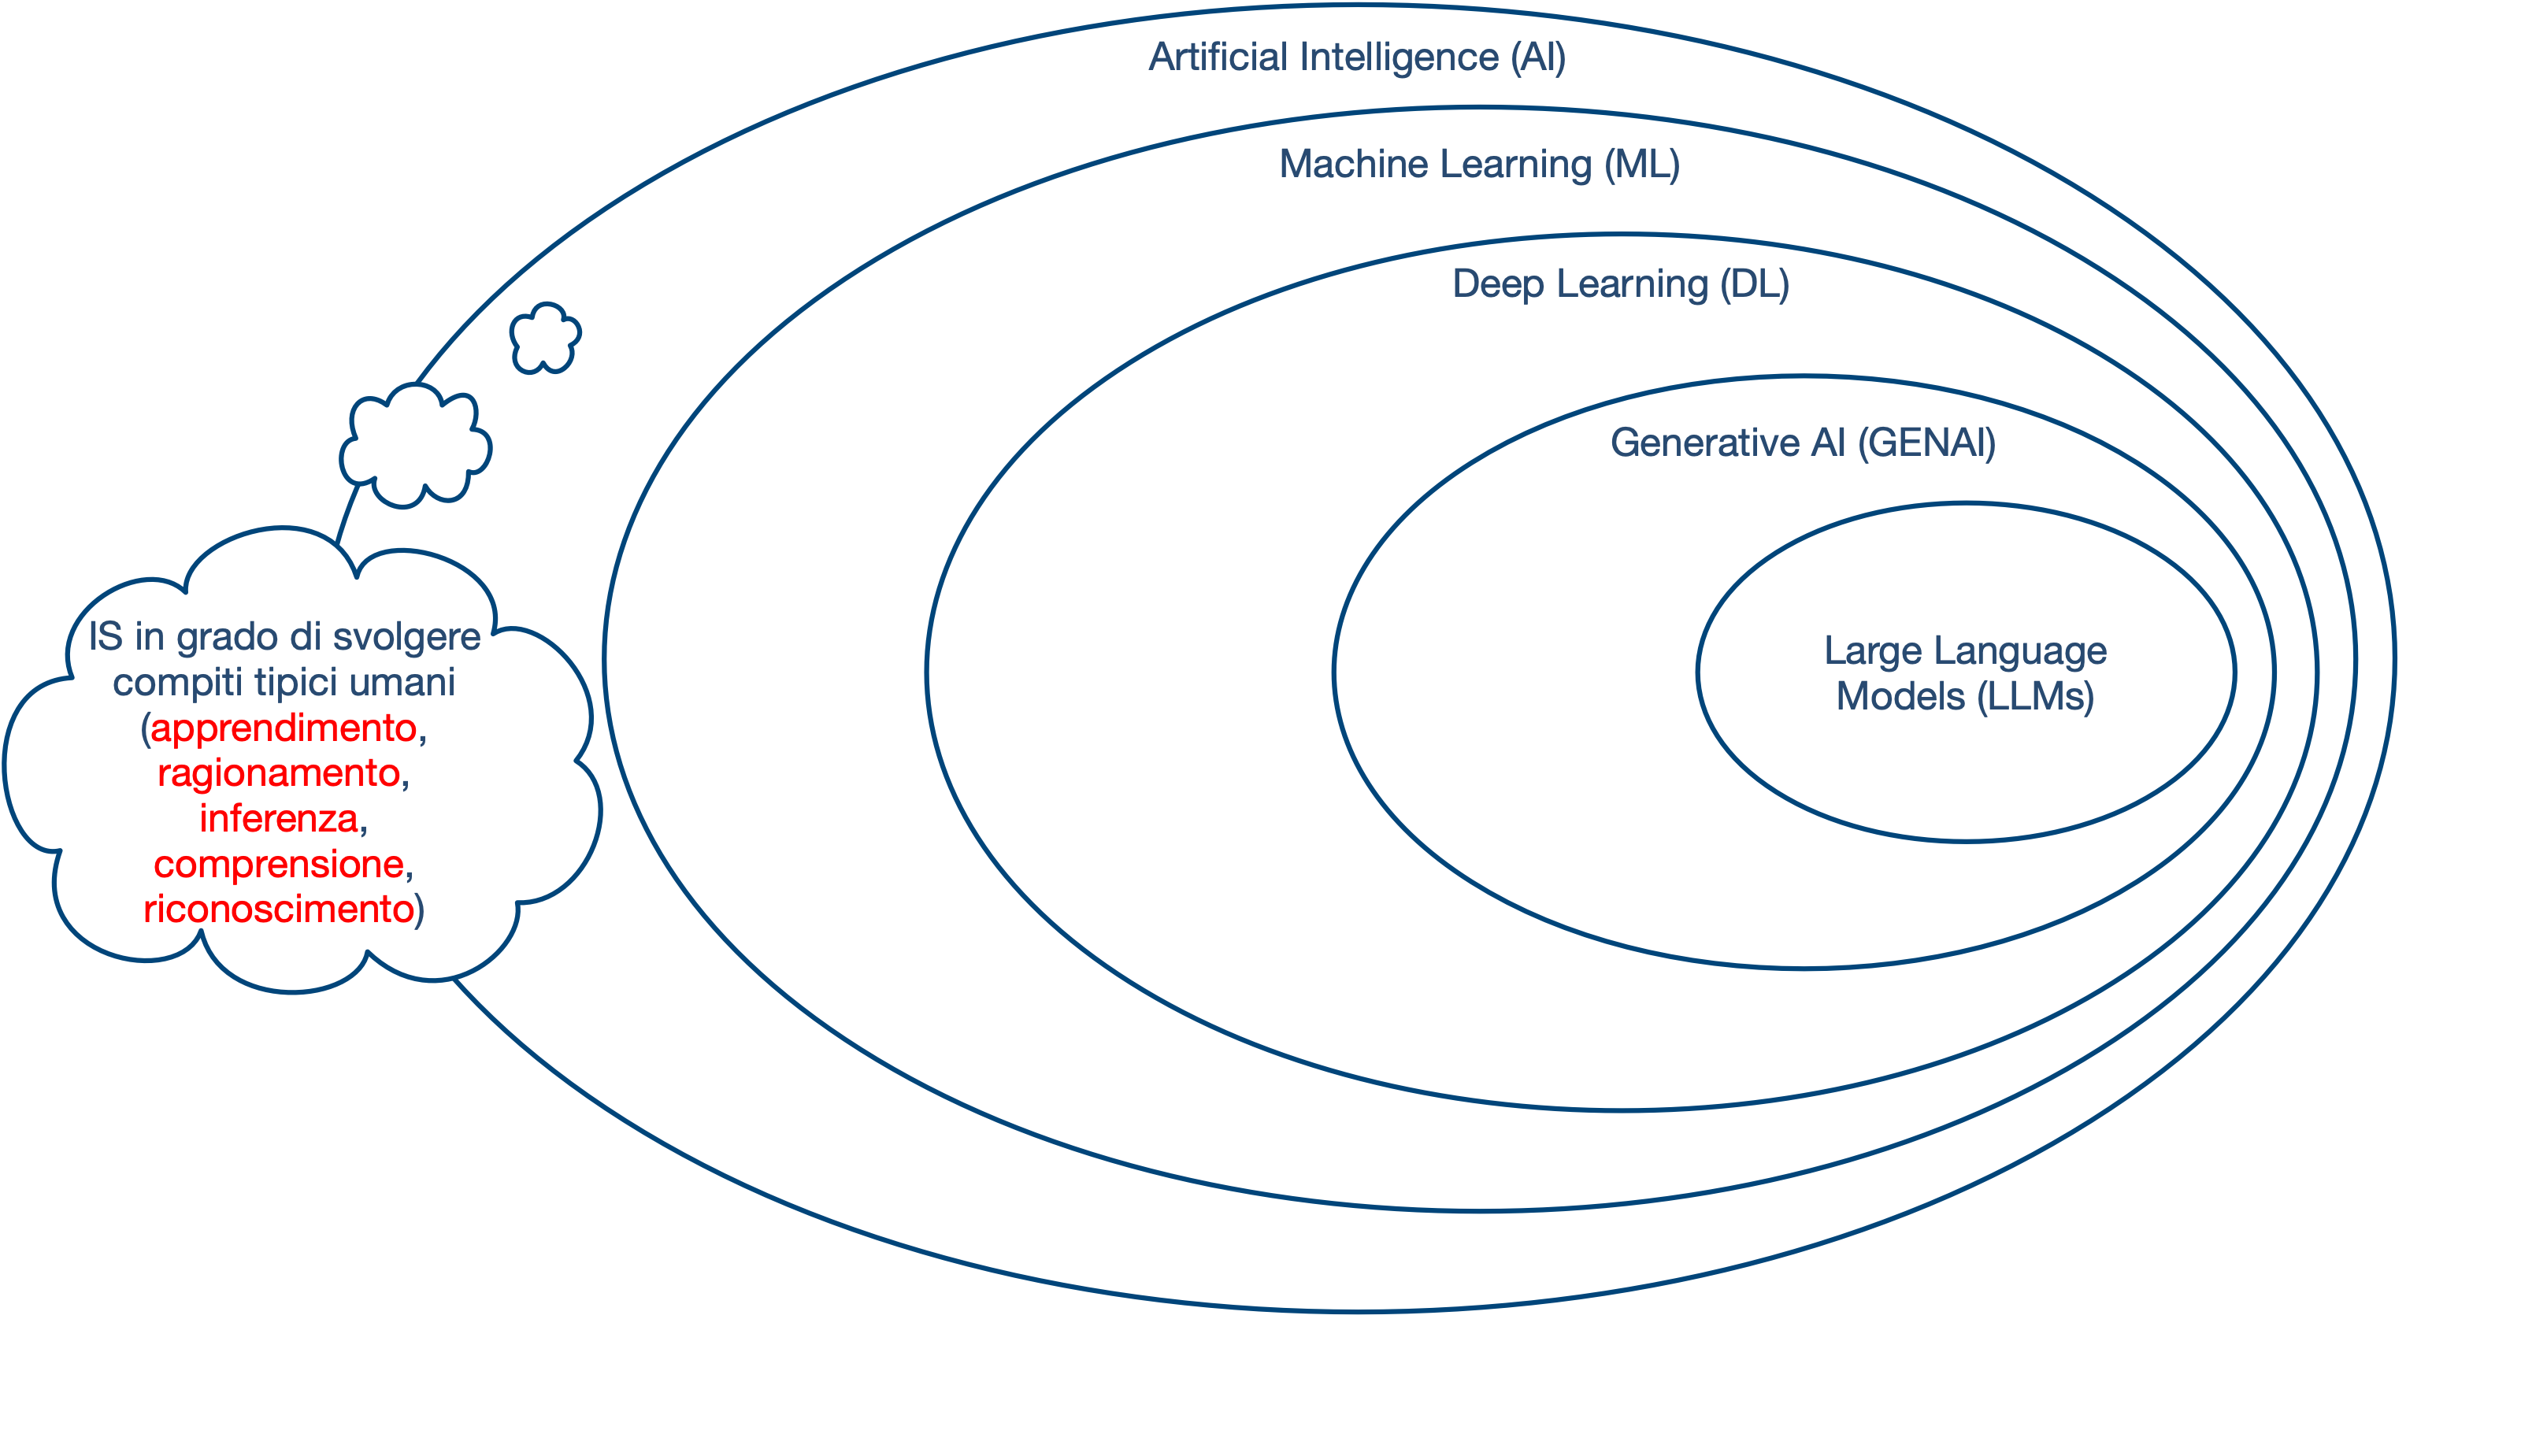 Artificial Intelligence (AI)
Machine Learning (ML)
Deep Learning (DL)
Generative AI (GENAI)
Large Language
Models (LLMs)
IS in grado di svolgere
compiti tipici umani
(apprendimento,
ragionamento,
inferenza,
comprensione,
riconoscimento)